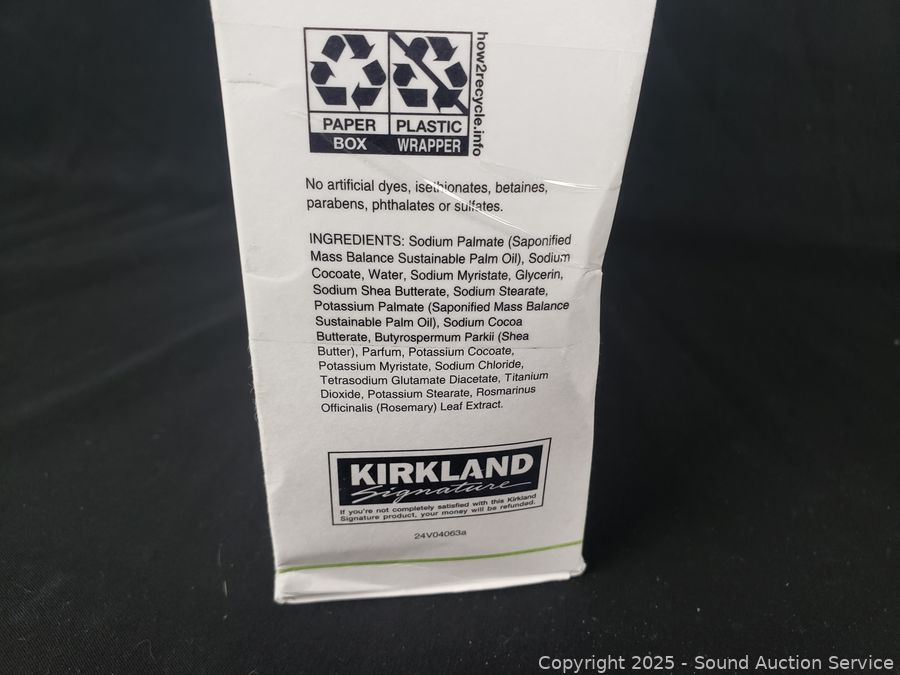 PAPER
BOX
PLASTIC
WRAPPER
how2recycle.info
No artificial dyes, isethionates, betaines,
parabens, phthalates or sulfates.
INGREDIENTS: Sodium Palmate (Saponified
Mass Balance Sustainable Palm Oil), Sodium
Cocoate, Water, Sodium Myristate, Glycerin,
Sodium Shea Butterate, Sodium Stearate,
Potassium Palmate (Saponified Mass Balance
Sustainable Palm Oil), Sodium Cocoa
Butterate, Butyrospermum Parkii (Shea
Butter), Parfum, Potassium Cocoate,
Potassium Myristate, Sodium Chloride,
Tetrasodium Glutamate Diacetate, Titanium
Dioxide, Potassium Stearate, Rosmarinus
Officinalis (Rosemary) Leaf Extract.
KIRKLAND
Signature
If you're not completely satisfied with this Kirkland
Signature product, your money will be refunded.
24V04063a
Copyright 2025 - Sound Auction Service